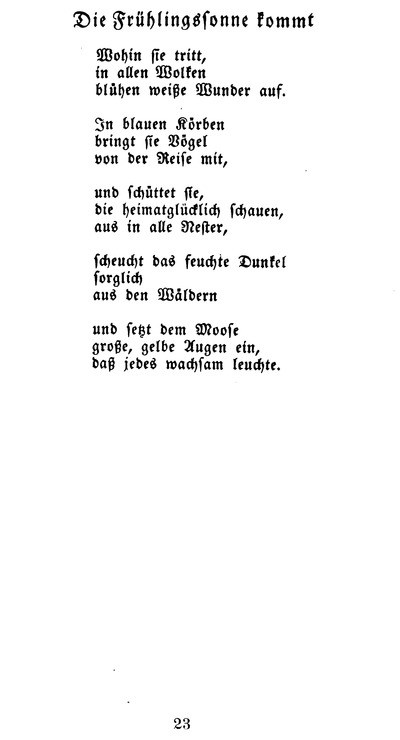 Die Frühlingssonne kommt
Wohin sie tritt,
in allen Wolken
blühen weiße Wunder auf.
In blauen Körben
bringt sie Vögel
von der Reise mit,
und schüttet sie,
die heimatglücklich schauen,
aus in alle Nester,
scheucht das feuchte Dunkel
sorglich
aus den Wäldern
und setzt dem Moose
große, gelbe Augen ein,
daß jedes wachsam leuchte.
23